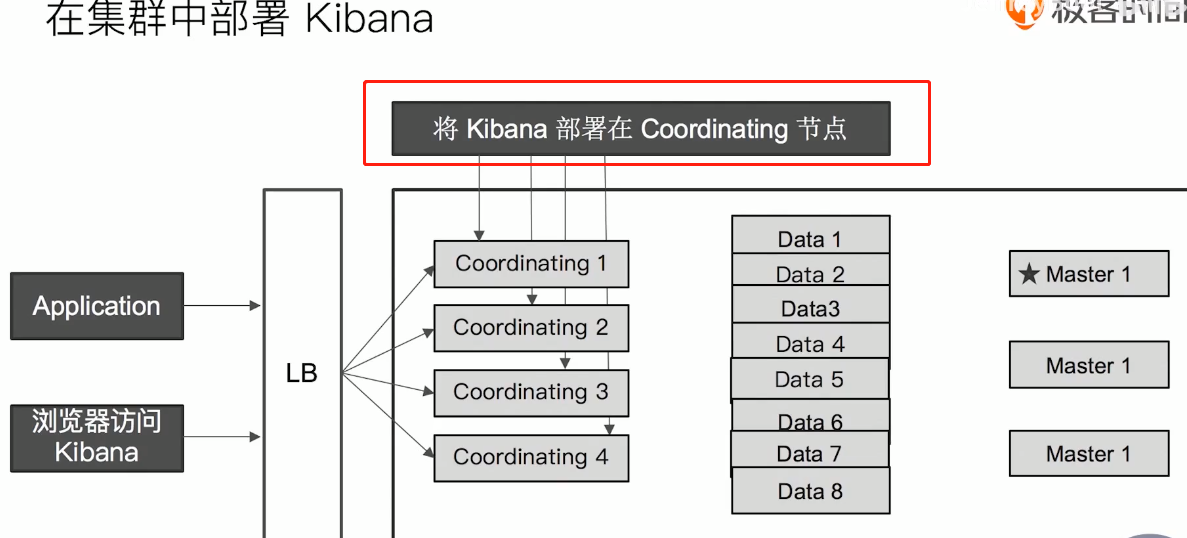 在集群中部署 Kibana
极客时间
将 Kibana 部署在 Coordinating 节点
Application
浏览器访问
Kibana
LB
Coordinating 1
Coordinating 2
Coordinating 3
Coordinating 4
Data 1
Data 2
Data3
Data 4
Data 5
Data 6
Data 7
Data 8
★ Master 1
Master 1
Master 1